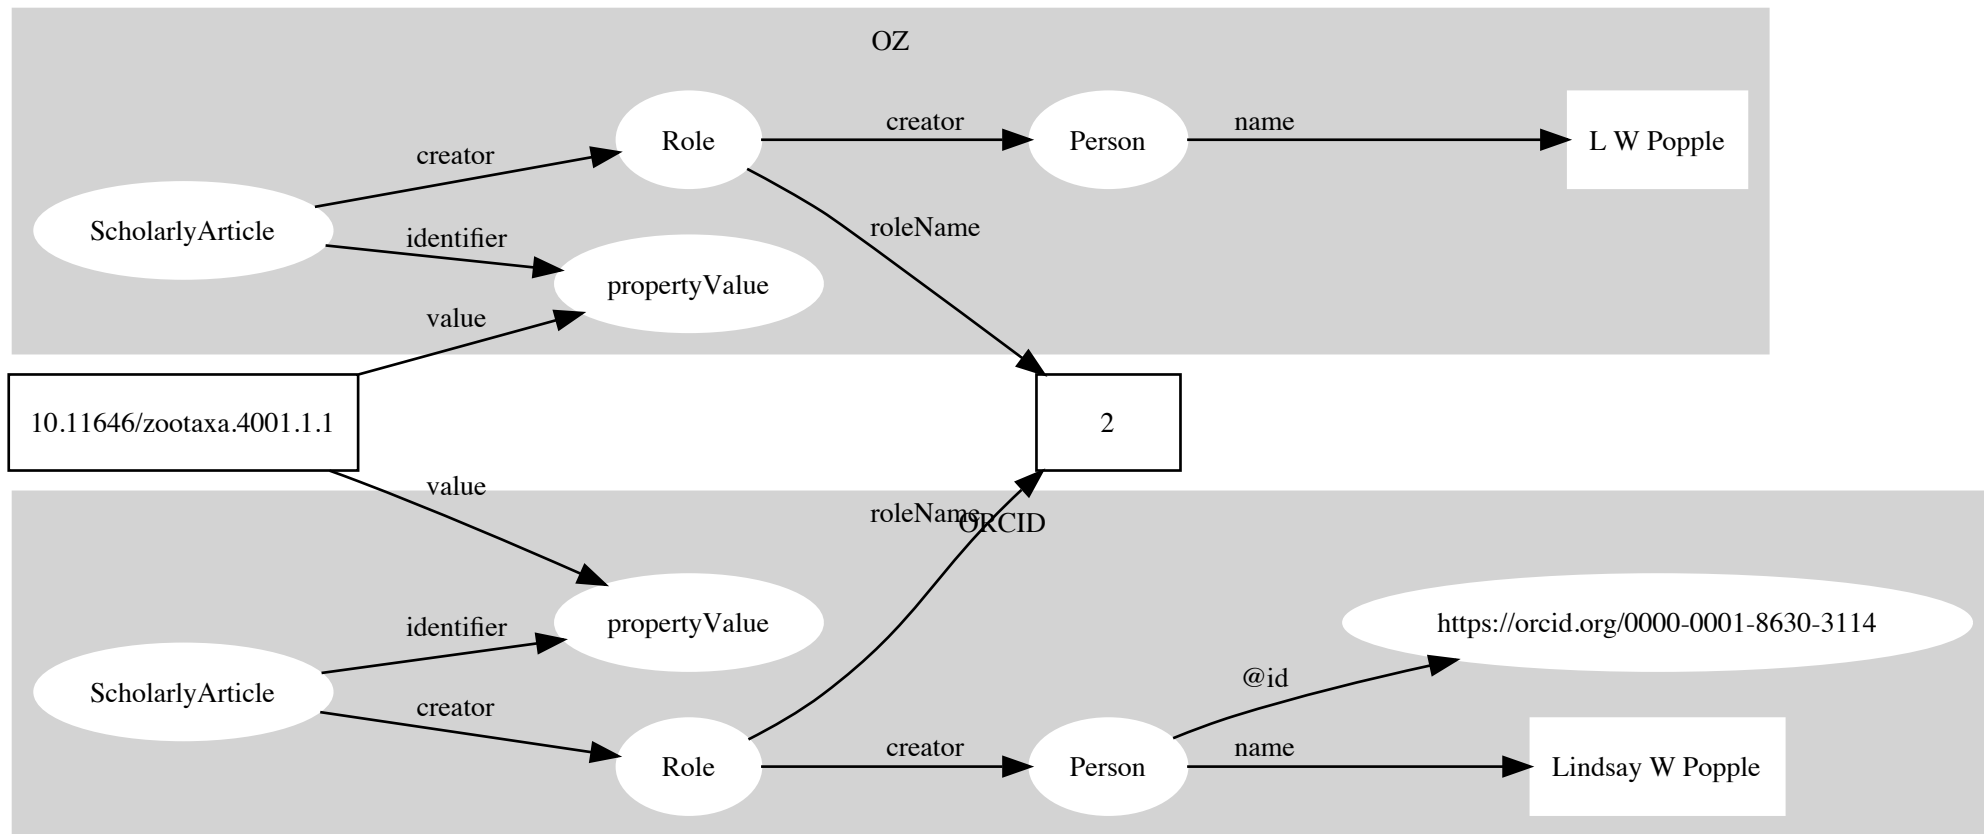 OZ
creator
Role
creator
Person
name
L W Popple
ScholarlyArticle
identifier
propertyValue
roleName
value
10.11646/zootaxa.4001.1.1
2
value
roleName
ORCID
identifier
propertyValue
https://orcid.org/0000-0001-8630-3114
@id
ScholarlyArticle
creator
Role
creator
Person
name
Lindsay W Popple